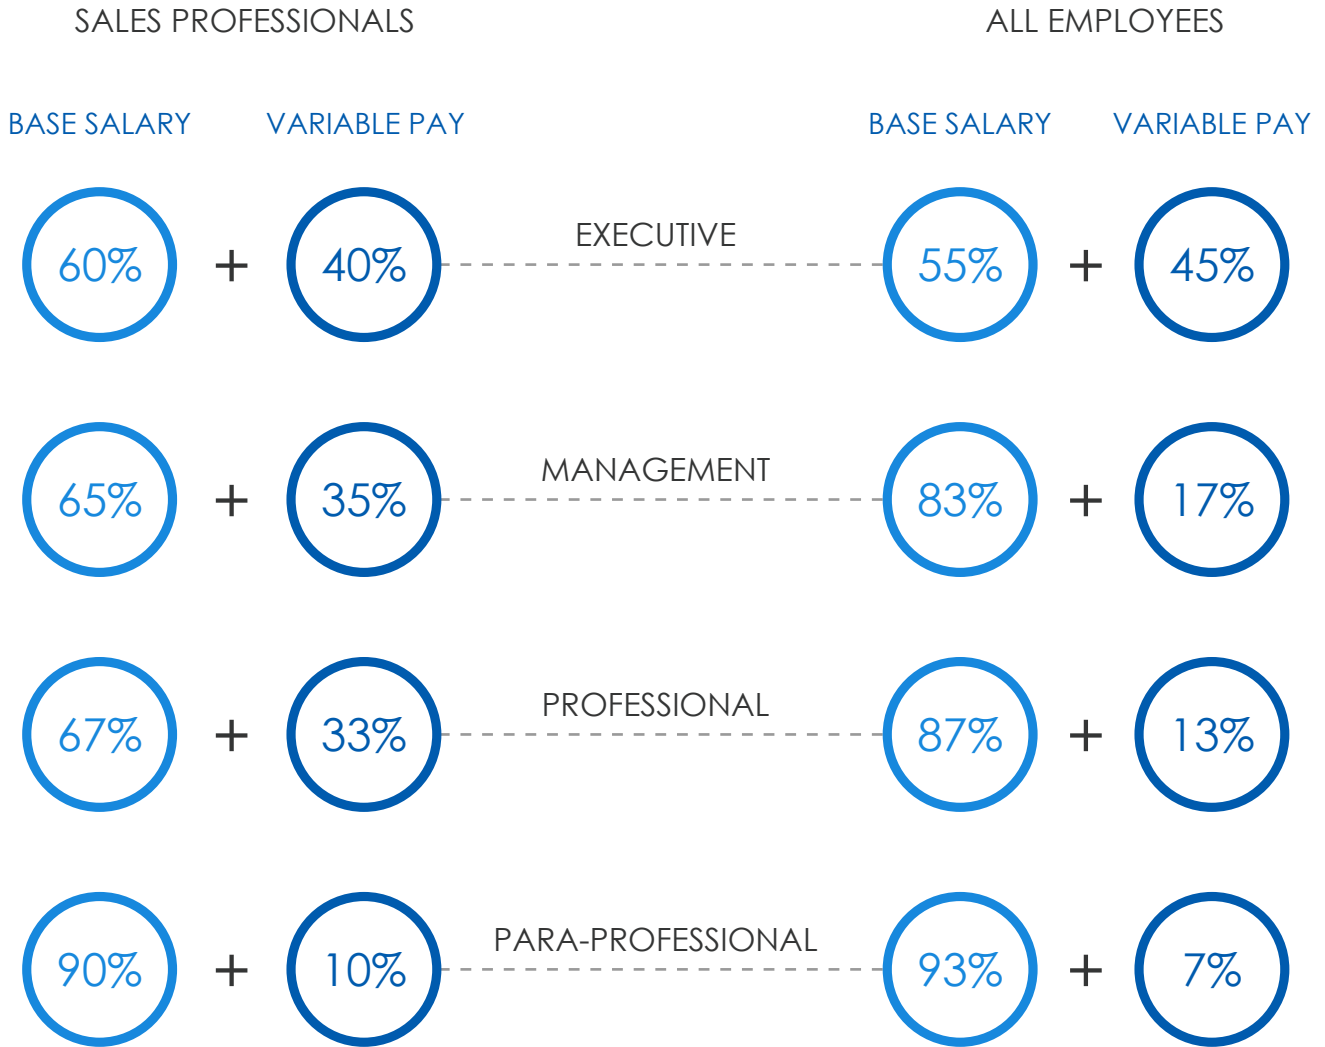 SALES PROFESSIONALS
ALL EMPLOYEES
BASE SALARY
VARIABLE PAY
BASE SALARY
VARIABLE PAY
60% + 40%
EXECUTIVE
55% + 45%
65% + 35%
MANAGEMENT
83% + 17%
67% + 33%
PROFESSIONAL
87% + 13%
90% + 10%
PARA-PROFESSIONAL
93% + 7%